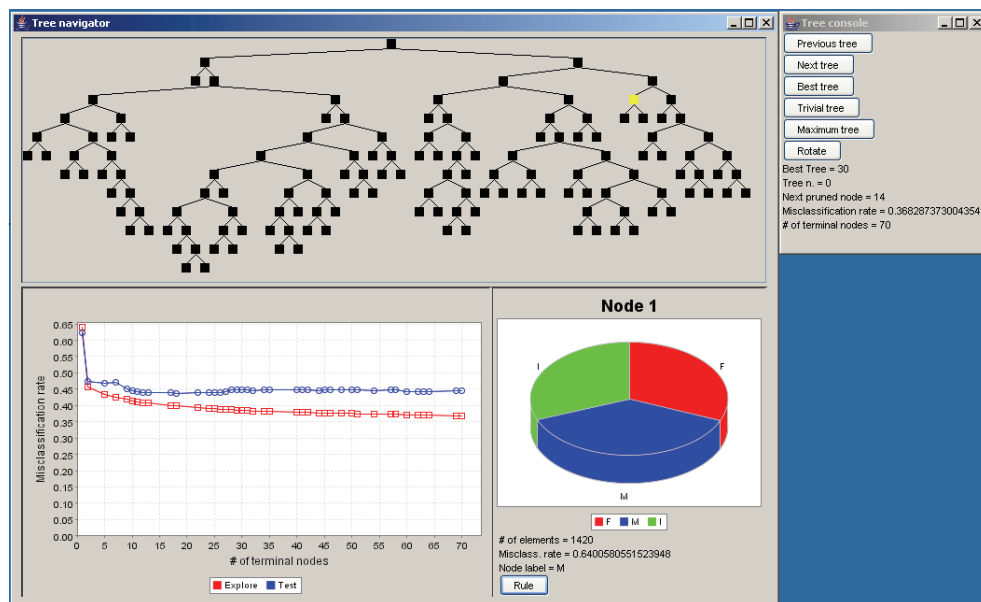 Tree navigator
Tree console
Previous tree
Next tree
Best tree
Trivial tree
Maximum tree
Rotate
Best Tree = 30
Tree n. = 0
Next pruned node = 14
Misclassification rate = 0.368287373004354
# of terminal nodes = 70
Misclassification rate
0.65
0.60
0.55
0.50
0.45
0.40
0.35
0.30
0.25
0.20
0.15
0.10
0.05
0.00
0 5 10 15 20 25 30 35 40 45 50 55 60 65 70
# of terminal nodes
Explore Test
Node 1
I
F
M
F M I
# of elements = 1420
Misclass. rate = 0.6400580551523948
Node label = M
Rule